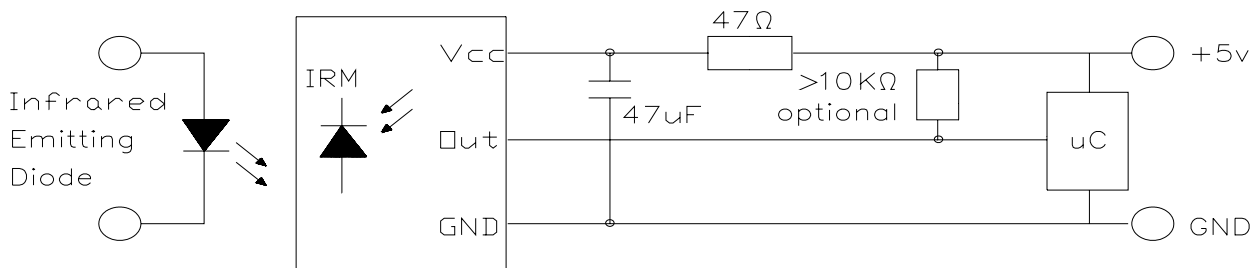 Infrared
Emitting
Diode
IRM
Vcc
Out
GND
47uF
47Ω
>10KΩ
optional
uC
+5v
GND